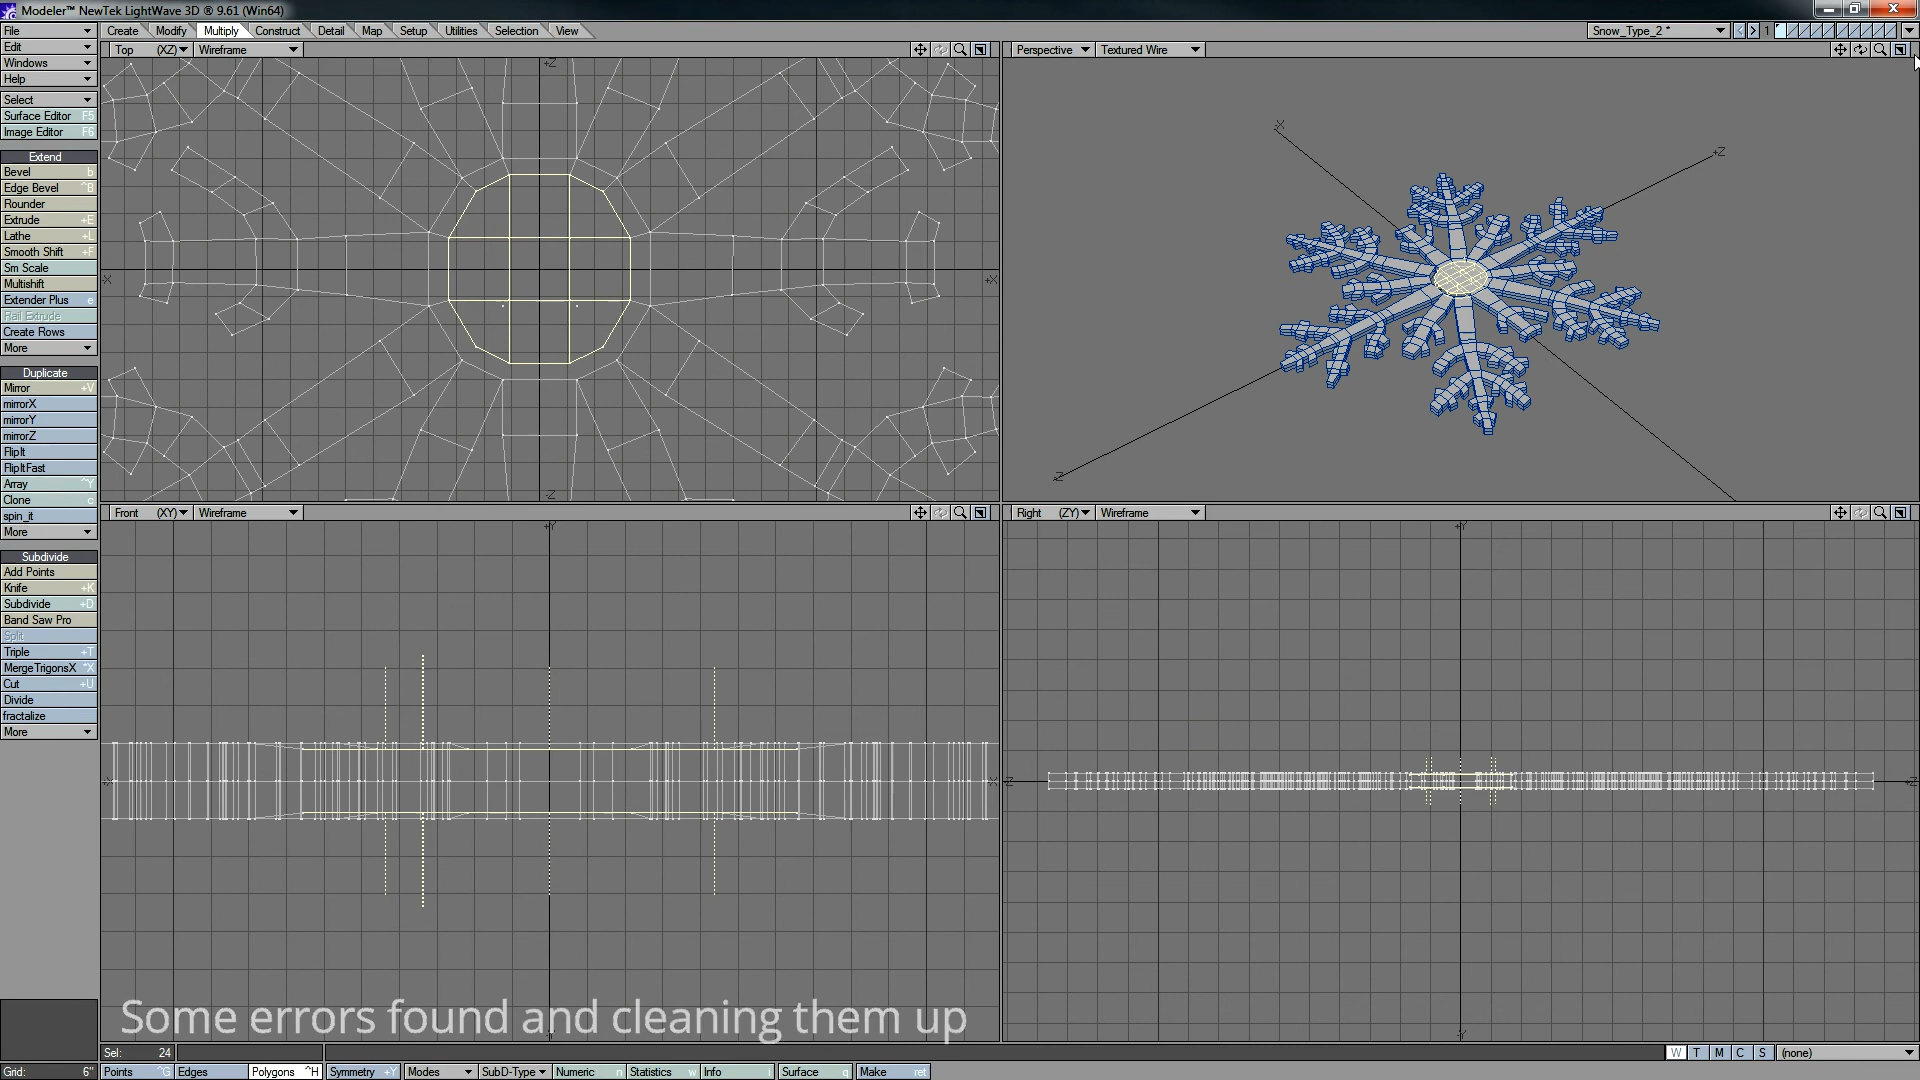 Modeler™ NewTek LightWave 3D ® 9.61 (Win64)
File
Create Modify Multiply Construct Detail Map Setup Utilities Selection View
Snow_Type_2 *
1
Edit
Windows
Help
Top (XZ) Wireframe
Perspective Textured Wire
Select
Surface Editor F5
Image Editor F6
Extend
Bevel b
Edge Bevel ^B
Rounder
Extrude +E
Lathe +L
Smooth Shift +F
Sm Scale
Multishift
Extender Plus e
Rail Extrude
Create Rows
More
Duplicate
Mirror +V
mirrorX
mirrorY
mirrorZ
FlipIt
FlipItFast
Array ^Y
Clone c
spin_it
More
Subdivide
Add Points
Knife +K
Subdivide +D
Band Saw Pro
Split
Triple +T
MergeTrigonsX ^X
Cut +U
Divide
fractalize
More
+Z
-X
+X
-Z
-X
+Z
-Z
Front (XY) Wireframe
Right (ZY) Wireframe
+Y
+Y
-Y
Some errors found and cleaning them up
Sel: 24
W T M C S (none)
Grid: 6"
Points ^G Edges Polygons ^H Symmetry +Y Modes SubD-Type Numeric n Statistics w Info i Surface q Make ret